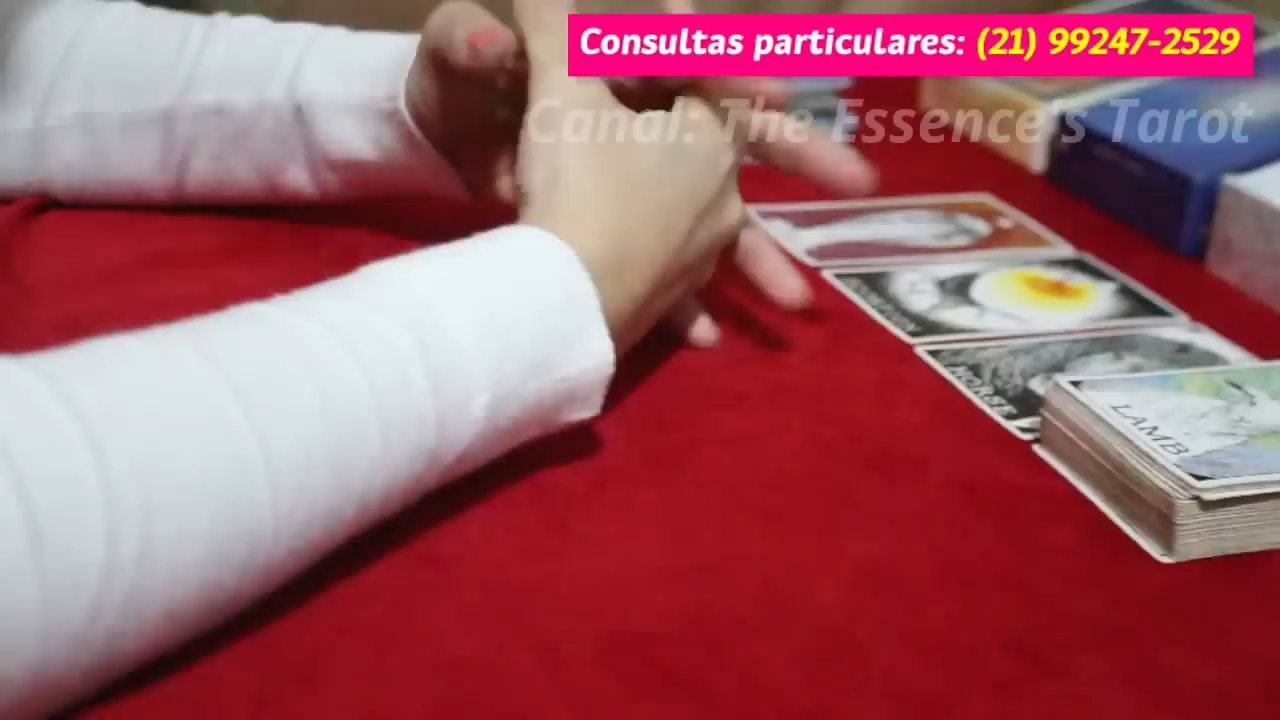 Consultas particulares: (21) 99247-2529
Canal: The Essence's Tarot
HORSE
LAMB